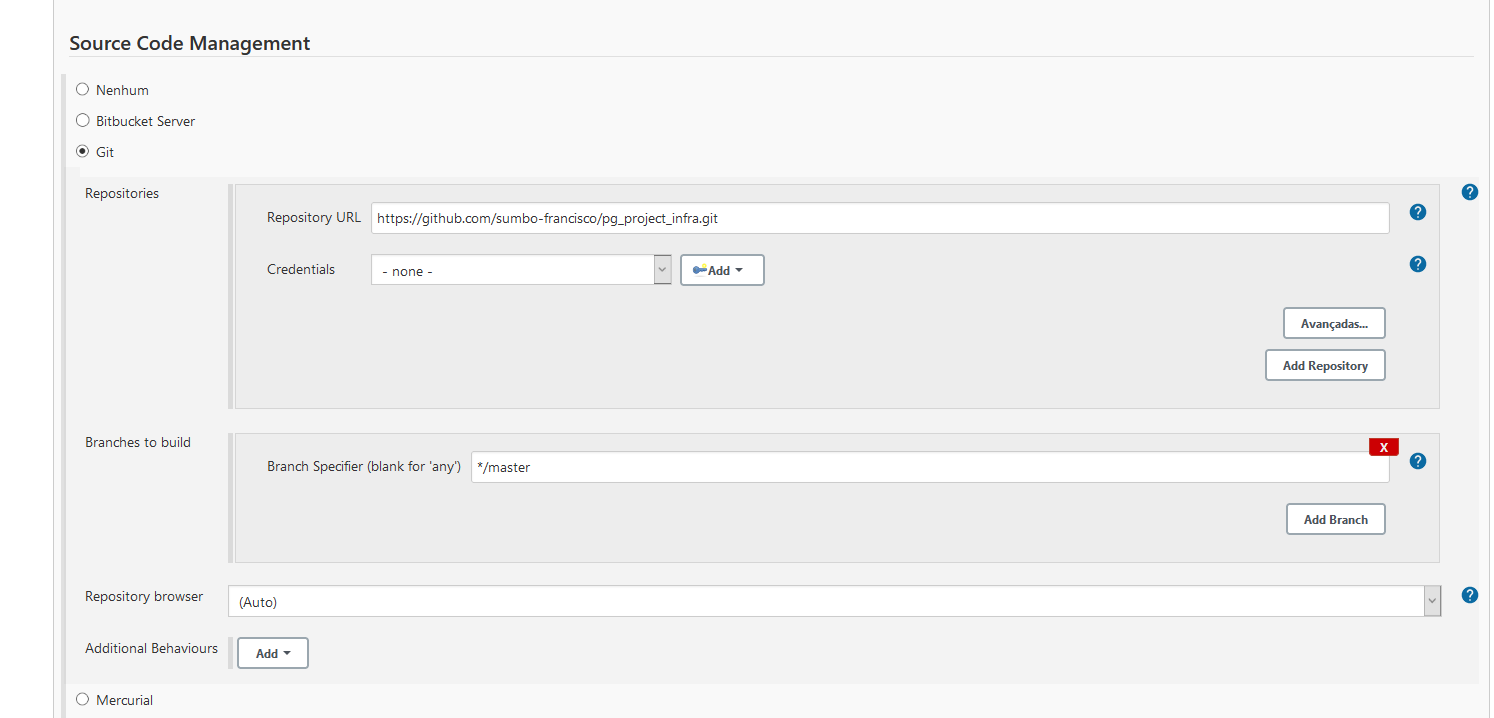 Source Code Management
Nenhum
Bitbucket Server
Git
Repositories
?
Repository URL https://github.com/sumbo-francisco/pg_project_infra.git ?
Credentials - none - Add ?
Avançadas...
Add Repository
Branches to build
X
Branch Specifier (blank for 'any') */master ?
Add Branch
Repository browser (Auto) ?
Additional Behaviours Add
Mercurial